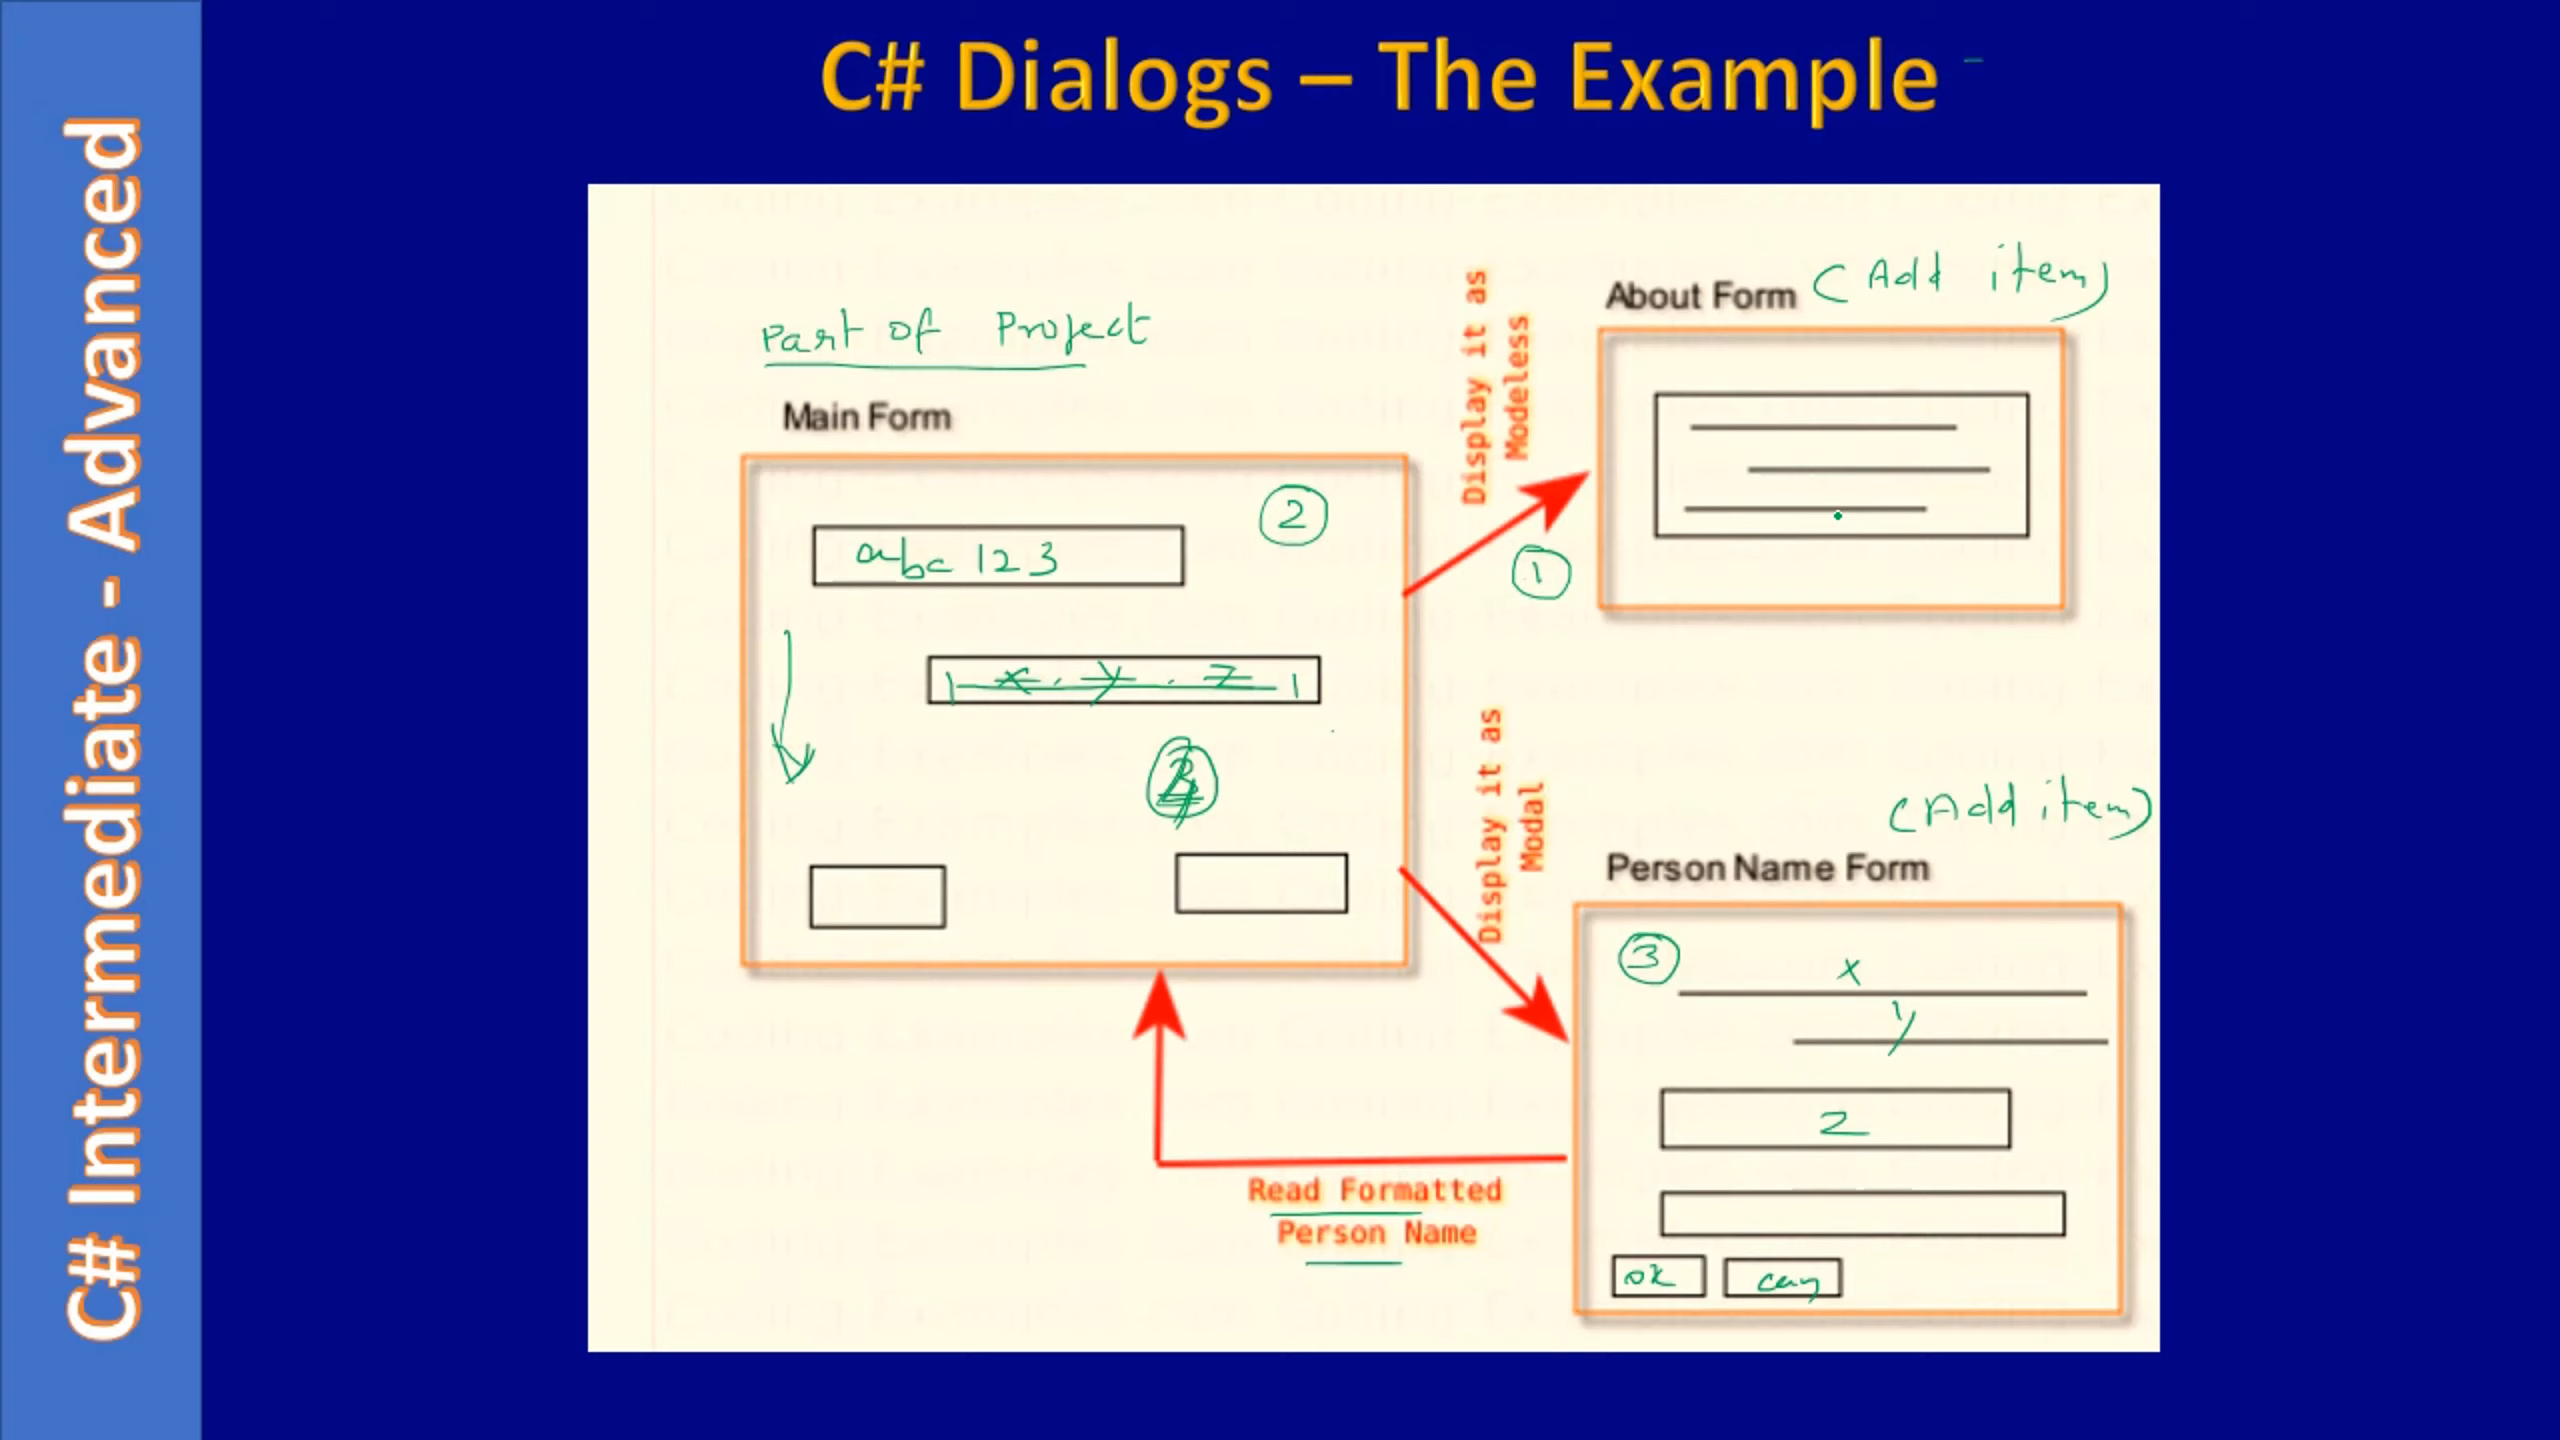 C# Intermediate - Advanced
C# Dialogs – The Example
Part of Project
Main Form
2
abc 123
x . y . z
Display it as
Modeless
1
About Form (Add item)
Display it as
Modal
(Add item)
Person Name Form
3
x
y
z
ok
Read Formatted
Person Name